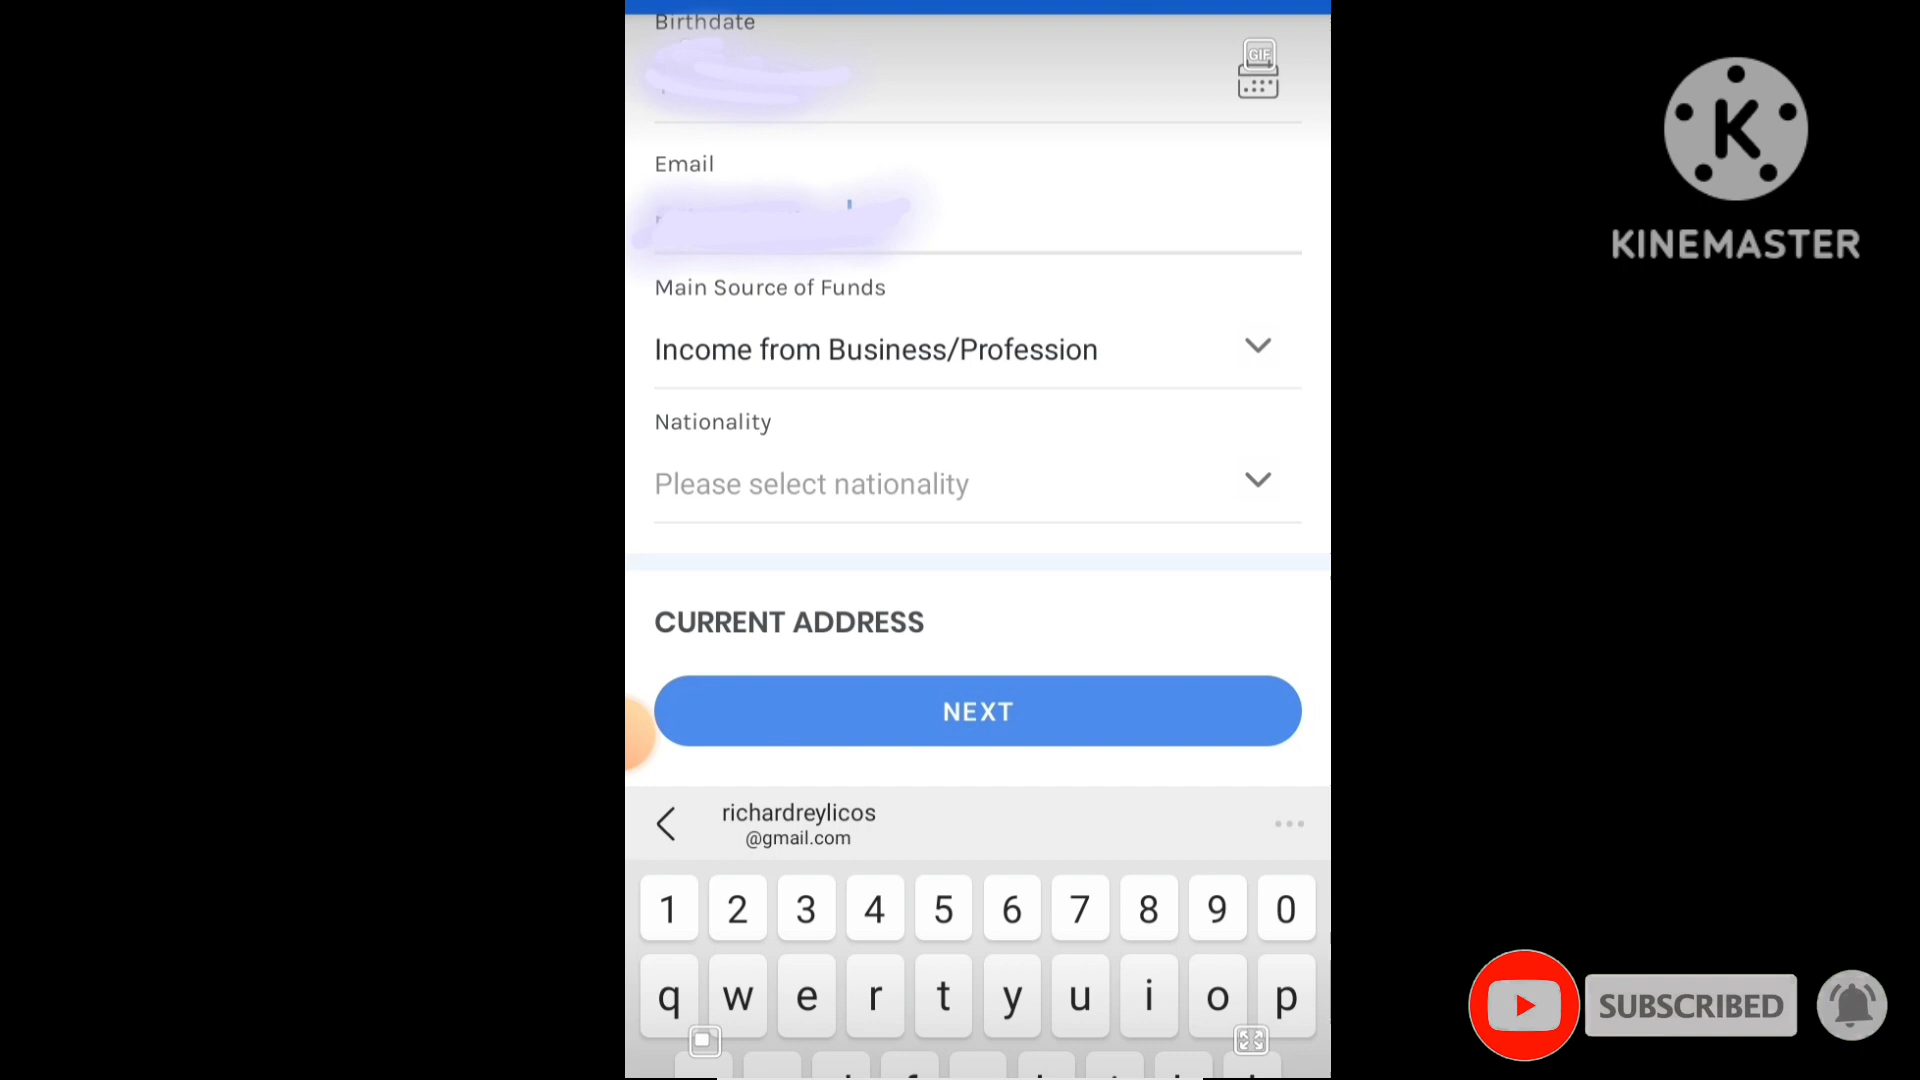 Birthdate
GIF
Email
Main Source of Funds
Income from Business/Profession
Nationality
Please select nationality
CURRENT ADDRESS
NEXT
richardreylicos
@gmail.com
1 2 3 4 5 6 7 8 9 0
q w e r t y u i o p
K
KINEMASTER
SUBSCRIBED